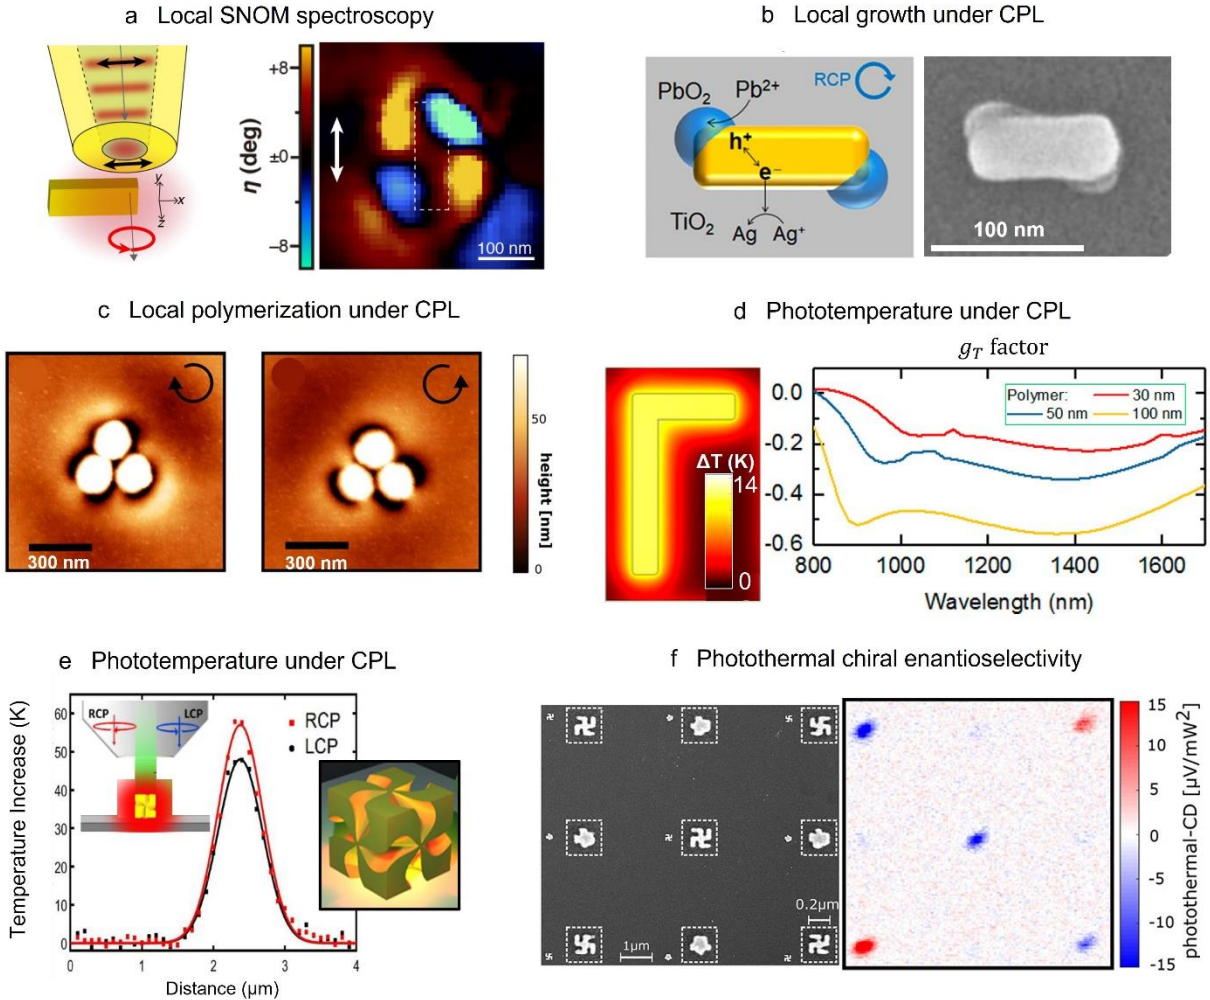 a Local SNOM spectroscopy
y
x
z
η (deg)
+8
±0
–8
100 nm
b Local growth under CPL
RCP
PbO2
Pb2+
h+
e−
TiO2
Ag
Ag+
100 nm
c Local polymerization under CPL
300 nm
300 nm
50
0
height [nm]
d Phototemperature under CPL
ΔT (K)
14
0
gT factor
Polymer:
30 nm
50 nm
100 nm
0.0
-0.2
-0.4
-0.6
800
1000
1200
1400
1600
Wavelength (nm)
e Phototemperature under CPL
Temperature Increase (K)
60
50
40
30
20
10
0
RCP
LCP
RCP
LCP
0
1
2
3
4
Distance (µm)
f Photothermal chiral enantioselectivity
0.2µm
1µm
15
10
5
0
-5
-10
-15
photothermal-CD [µV/mW2]